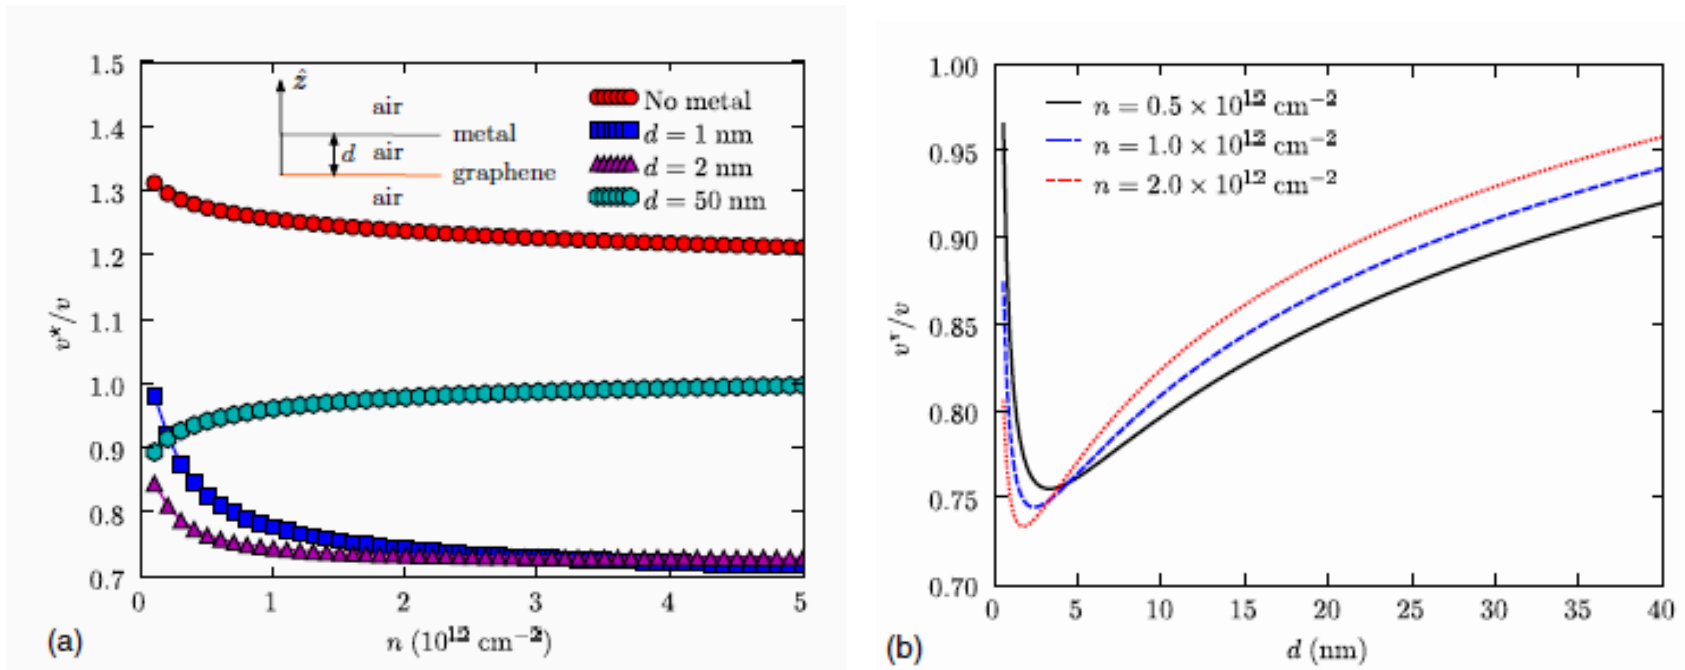 1.5
1.4
1.3
1.2
1.1
1.0
0.9
0.8
0.7
0
1
2
3
4
5
v*/v
n (10¹² cm⁻²)
(a)
ẑ
air
metal
d
air
graphene
air
No metal
d = 1 nm
d = 2 nm
d = 50 nm
1.00
0.95
0.90
0.85
0.80
0.75
0.70
0
5
10
15
20
25
30
35
40
d (nm)
(b)
n = 0.5 × 10¹² cm⁻²
n = 1.0 × 10¹² cm⁻²
n = 2.0 × 10¹² cm⁻²